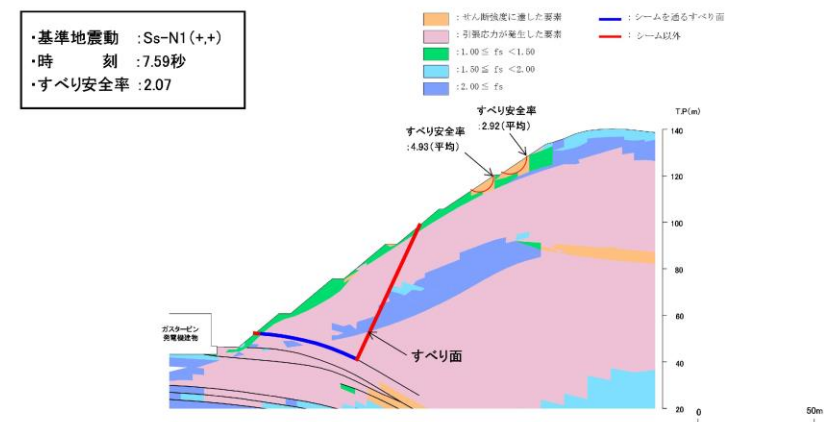 ・基準地震動 :Ss-N1(+,+)
・時 刻 :7.59秒
・すべり安全率 :2.07
:せん断強度に達した要素
:引張応力が発生した要素
:1.00≦ fs <1.50
:1.50≦ fs <2.00
:2.00≦ fs
:シームを通るすべり面
:シーム以外
すべり安全率
:2.92(平均)
すべり安全率
:4.93(平均)
T.P(m)
140
120
100
80
60
40
20
ガスタービン
発電機建物
すべり面
0 50m